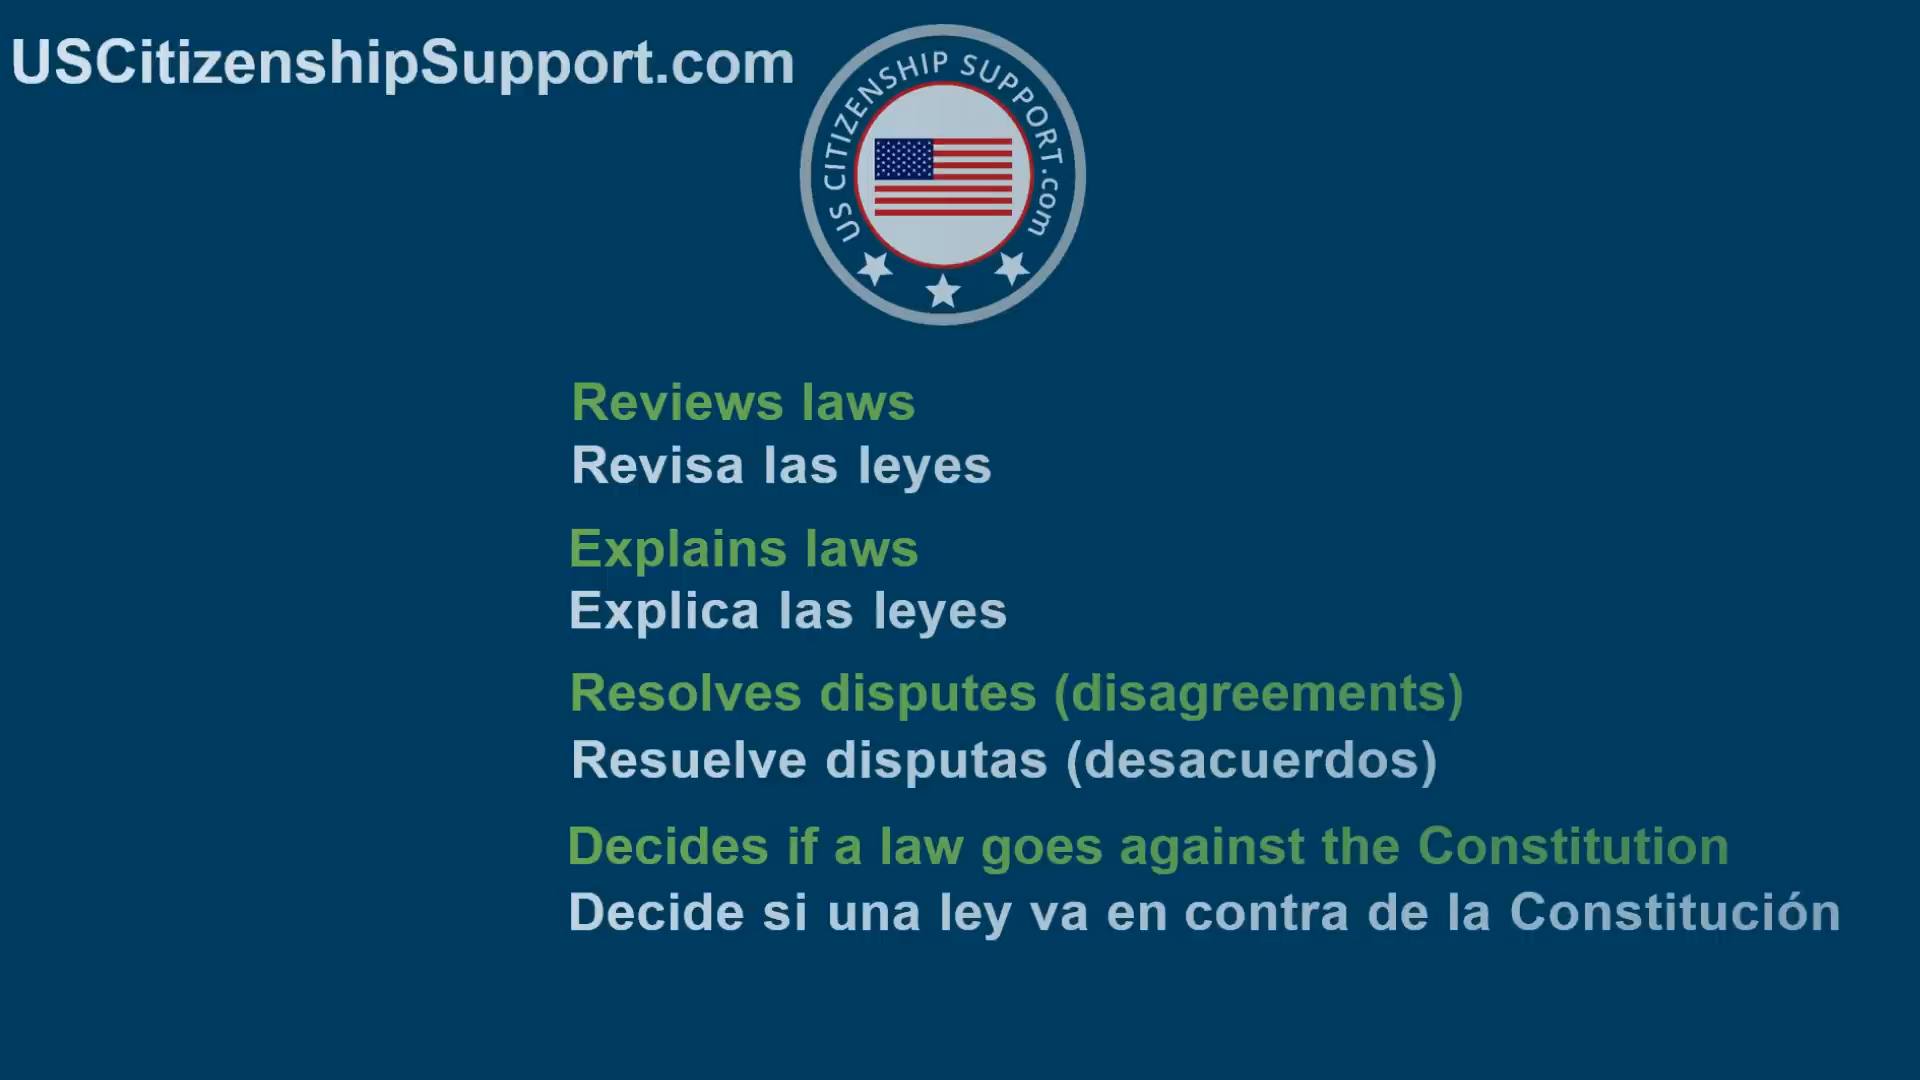 USCitizenshipSupport.com
US CITIZENSHIP SUPPORT.com
Reviews laws
Revisa las leyes
Explains laws
Explica las leyes
Resolves disputes (disagreements)
Resuelve disputas (desacuerdos)
Decides if a law goes against the Constitution
Decide si una ley va en contra de la Constitución